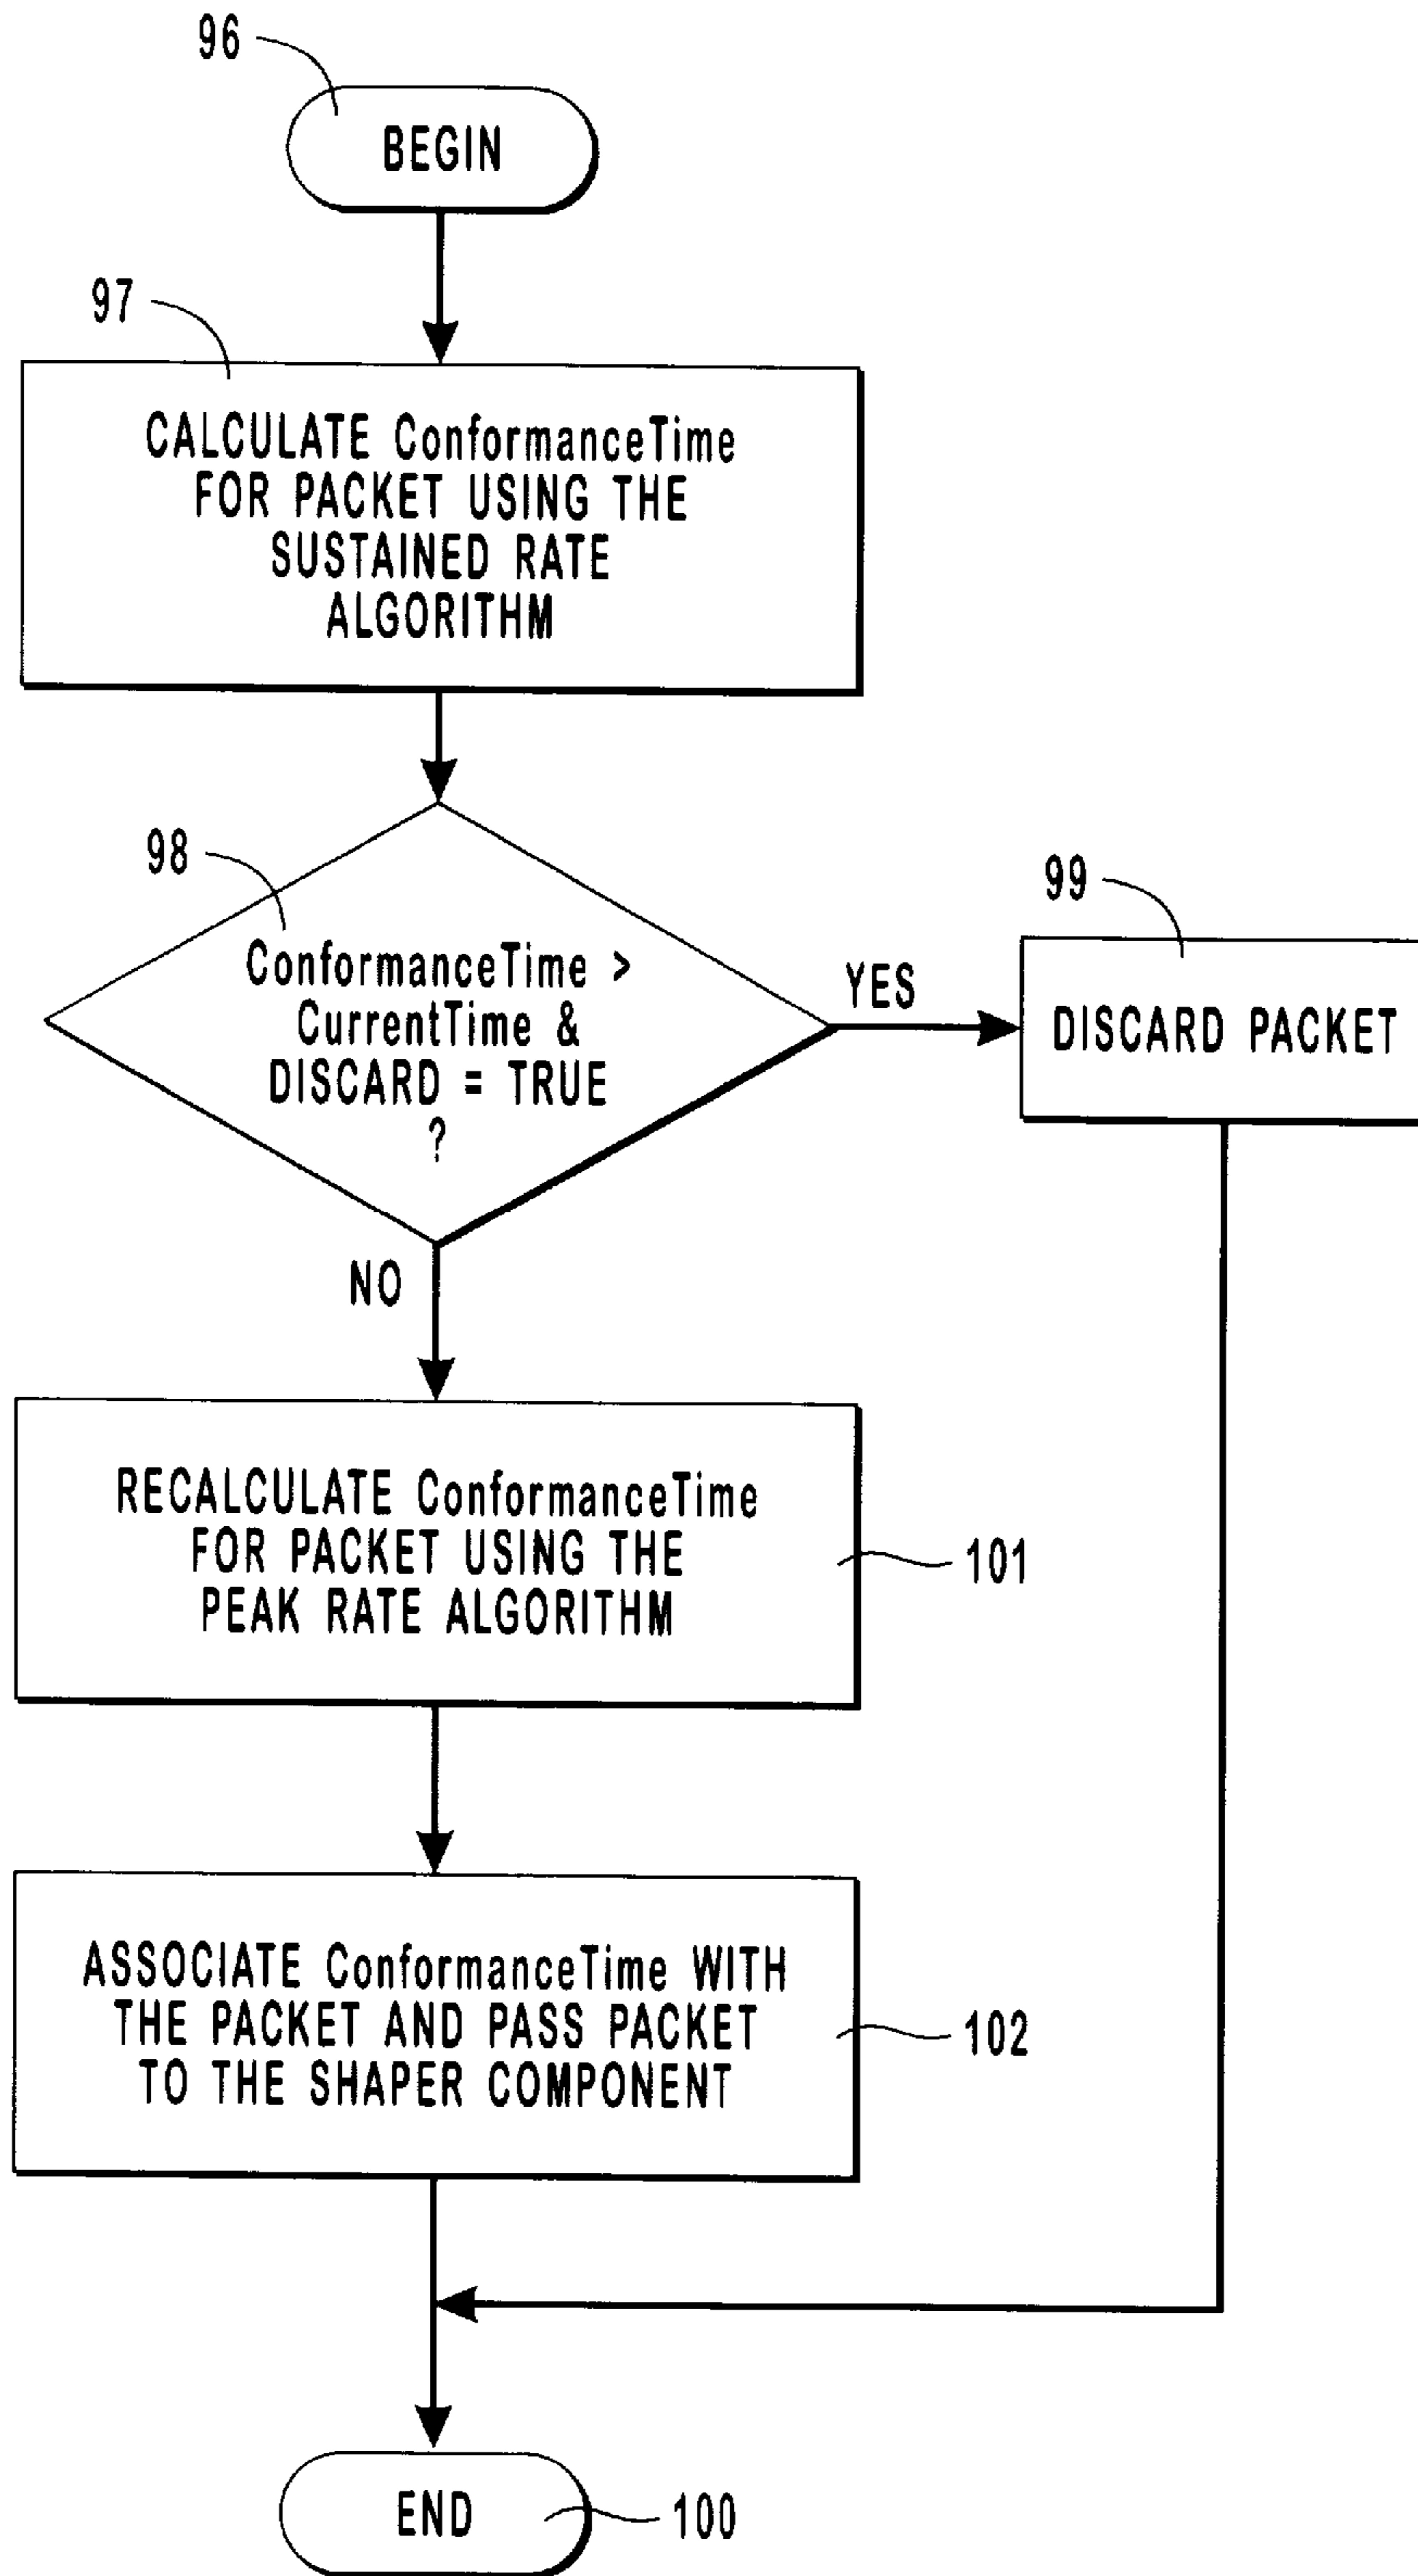 96
BEGIN
97
CALCULATE ConformanceTime
FOR PACKET USING THE
SUSTAINED RATE
ALGORITHM
98
ConformanceTime >
CurrentTime &
DISCARD = TRUE
?
YES
99
DISCARD PACKET
NO
RECALCULATE ConformanceTime
FOR PACKET USING THE
PEAK RATE ALGORITHM
101
ASSOCIATE ConformanceTime WITH
THE PACKET AND PASS PACKET
TO THE SHAPER COMPONENT
102
END
100